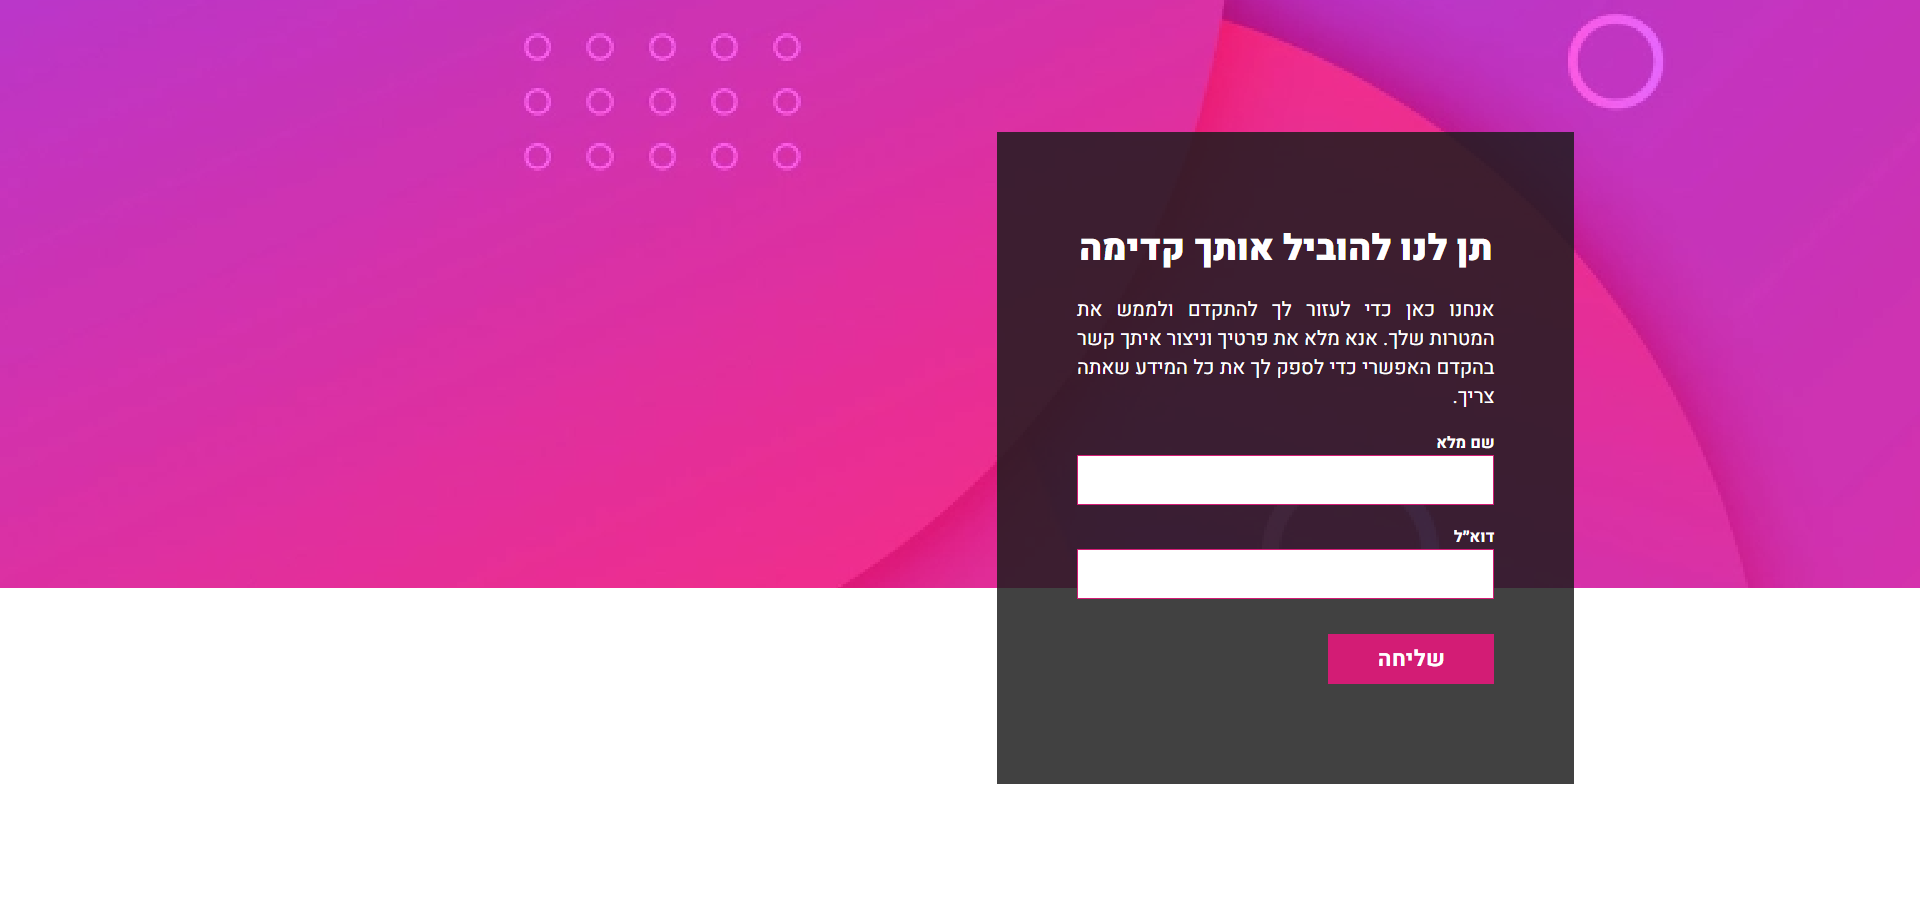 תן לנו להוביל אותך קדימה
אנחנו כאן כדי לעזור לך להתקדם ולממש את
המטרות שלך. אנא מלא את פרטיך וניצור איתך קשר
בהקדם האפשרי כדי לספק לך את כל המידע שאתה
צריך.
שם מלא
דוא״ל
שליחה